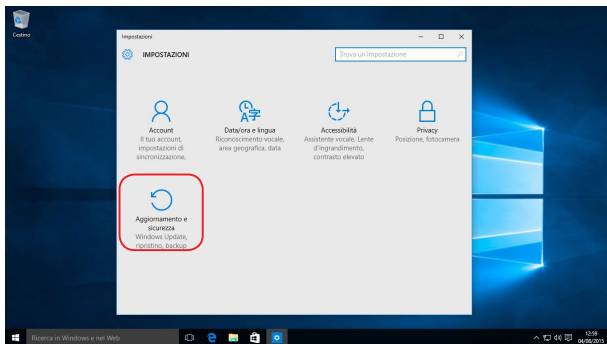 Cestino
Impostazioni
IMPOSTAZIONI
Trova un'impostazione
Account
Il tuo account,
impostazioni di
sincronizzazione,
Data/ora e lingua
Riconoscimento vocale,
area geografica, data
Accessibilità
Assistente vocale, Lente
d'ingrandimento,
contrasto elevato
Privacy
Posizione, fotocamera
Aggiornamento e
sicurezza
Windows Update,
ripristino, backup
Ricerca in Windows e nel Web
12:59
04/08/2015